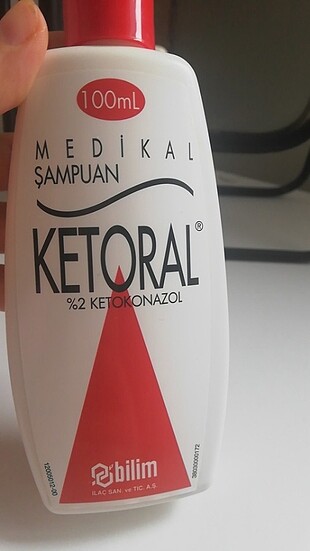 100mL
MEDİKAL
ŞAMPUAN
KETORAL®
%2 KETOKONAZOL
bilim
İLAÇ SAN. ve TİC. A.Ş.